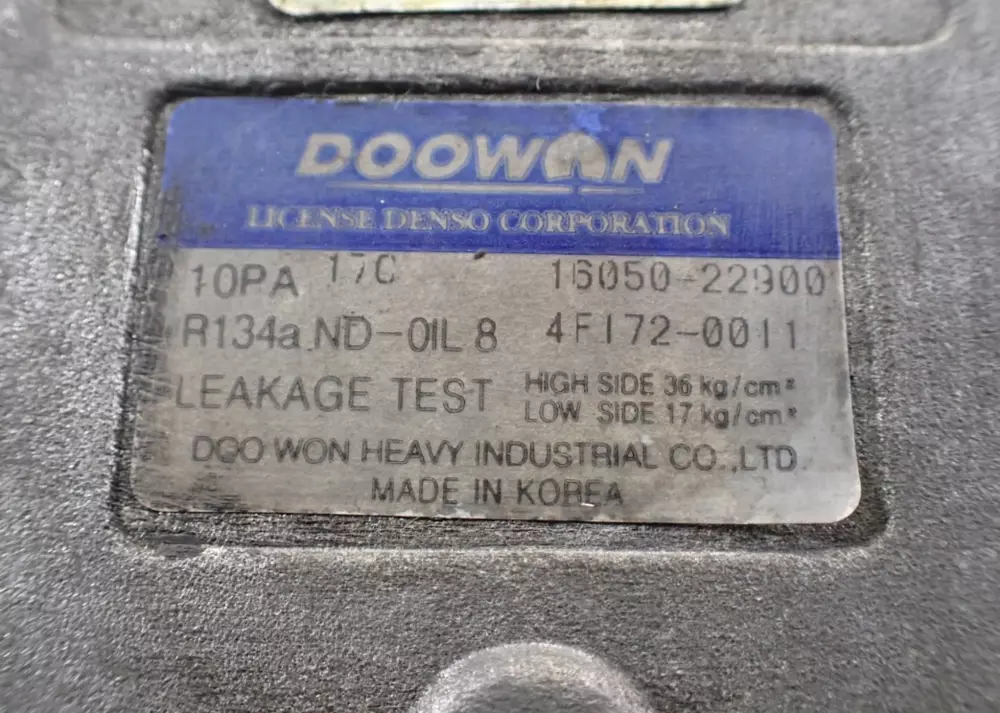 DOOWON
LICENSE DENSO CORPORATION
10PA 17C 16050-22900
R134a ND-OIL 8 4F172-0011
LEAKAGE TEST HIGH SIDE 36 kg/cm²
LOW SIDE 17 kg/cm²
DOO WON HEAVY INDUSTRIAL CO.,LTD
MADE IN KOREA